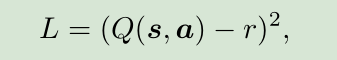 L = (Q(s, a) − r)²,